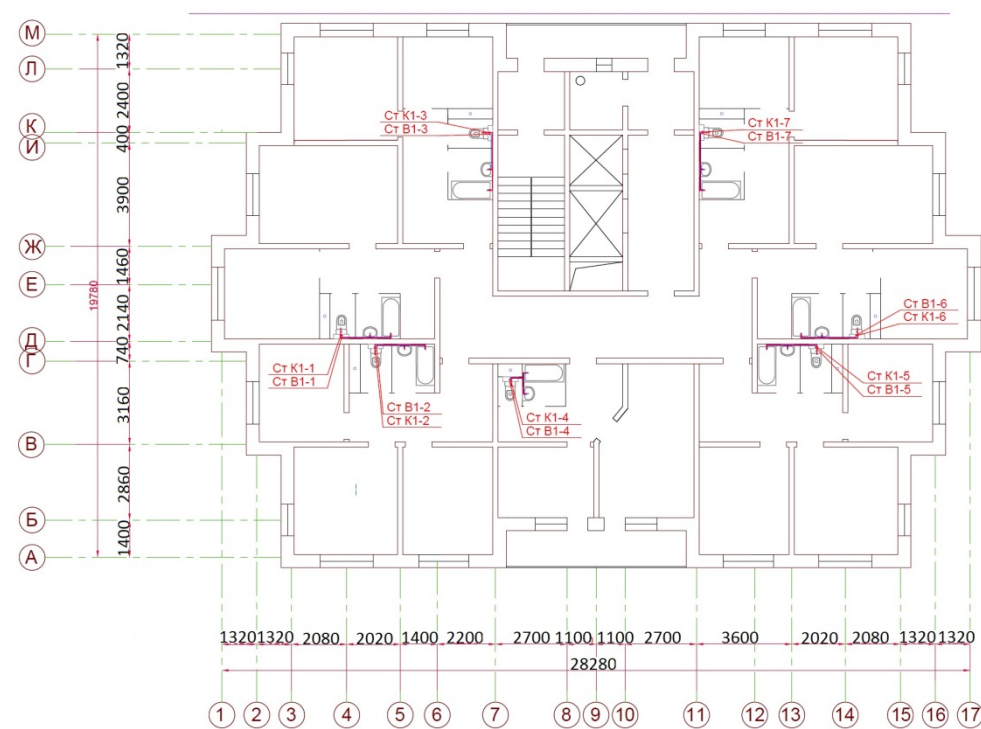 М
Л
К
И
Ж
Е
Д
Г
В
Б
А
1320
2400
400
3900
1460
2140
740
3160
2860
1400
19780
Ст К1-3
Ст В1-3
Ст К1-7
Ст В1-7
Ст В1-6
Ст К1-6
Ст К1-1
Ст В1-1
Ст В1-2
Ст К1-2
Ст К1-4
Ст В1-4
Ст К1-5
Ст В1-5
1320 1320 2080 2020 1400 2200 2700 1100 1100 2700 3600 2020 2080 1320 1320
28280
1 2 3 4 5 6 7 8 9 10 11 12 13 14 15 16 17